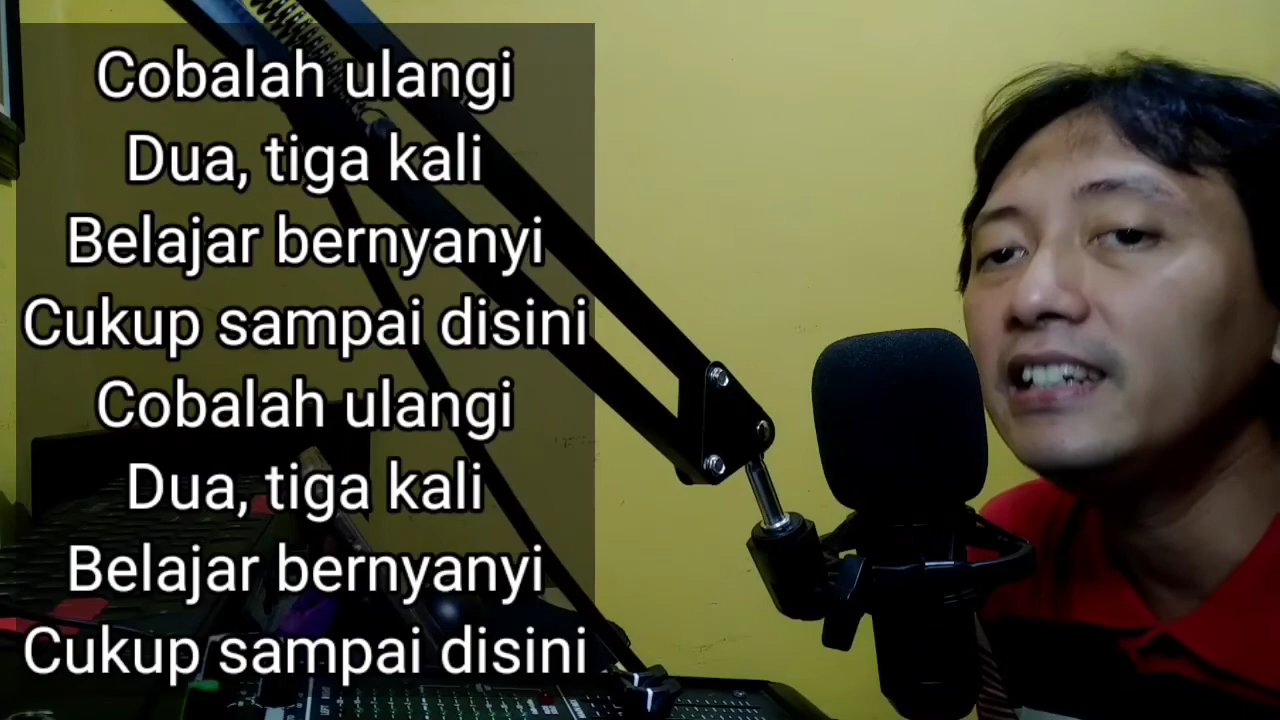 Cobalah ulangi
Dua, tiga kali
Belajar bernyanyi
Cukup sampai disini
Cobalah ulangi
Dua, tiga kali
Belajar bernyanyi
Cukup sampai disini